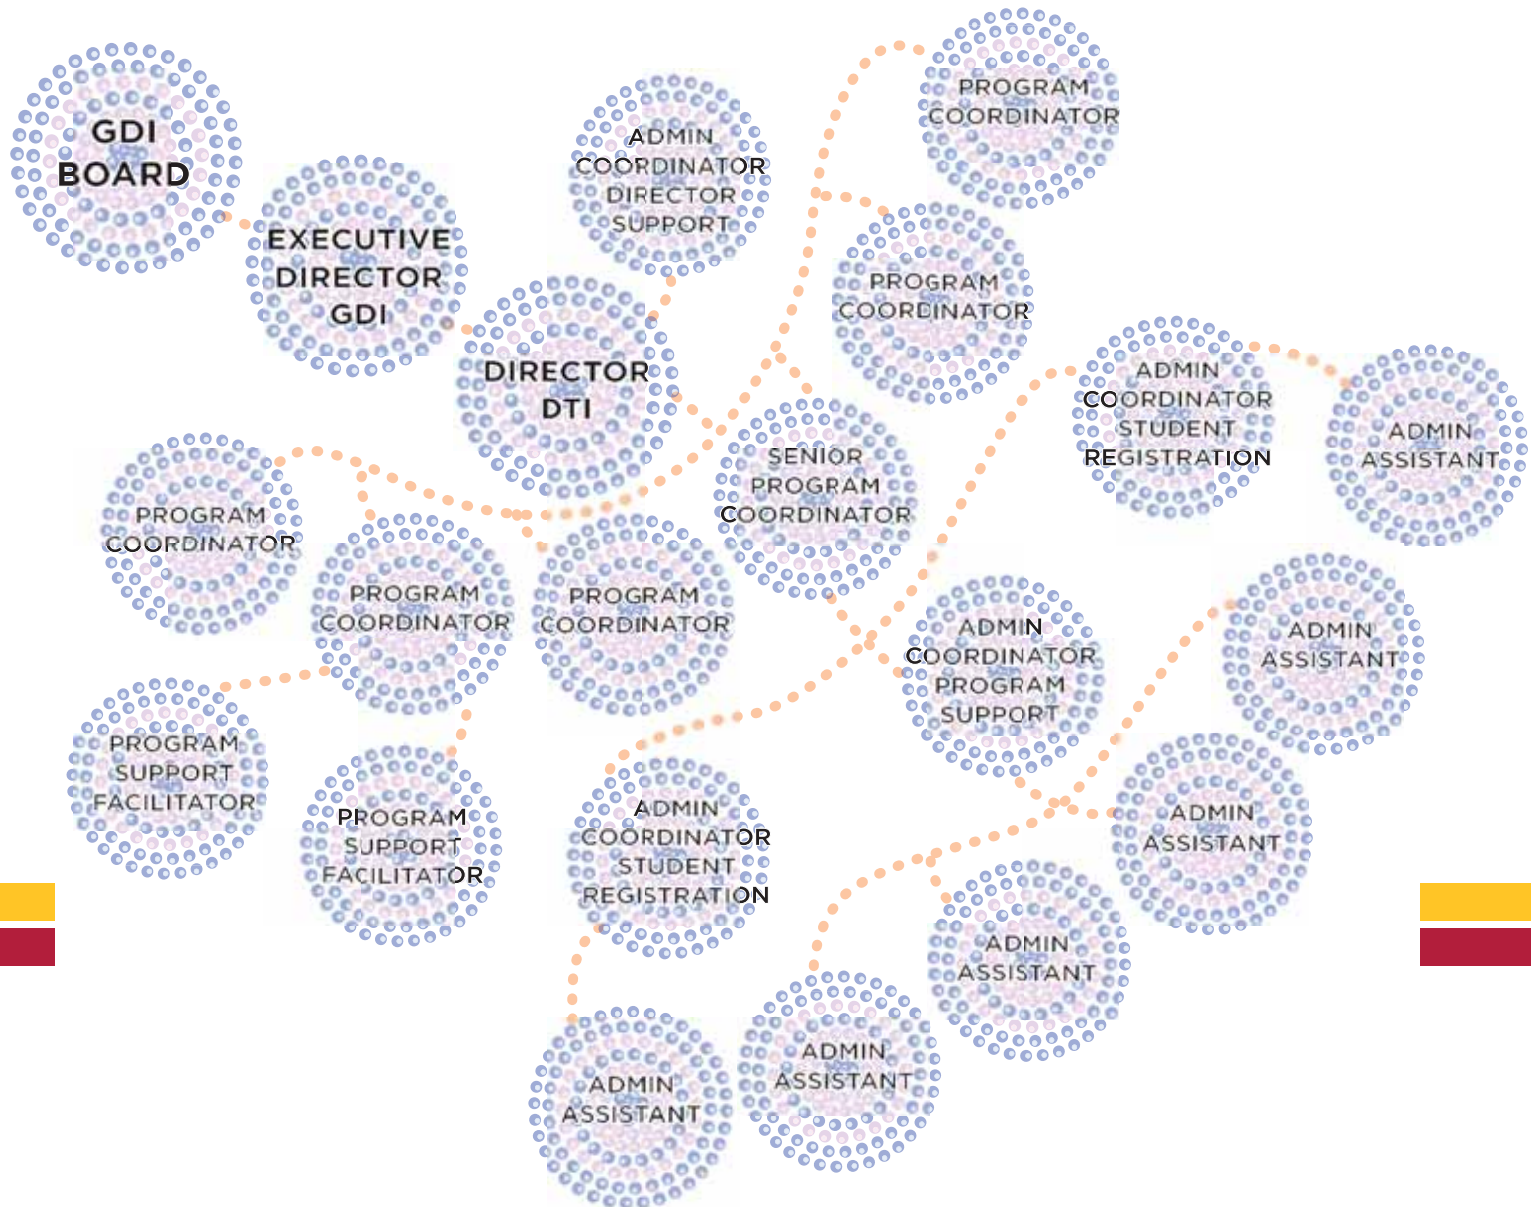 GDI
BOARD
EXECUTIVE
DIRECTOR
GDI
DIRECTOR
DTI
ADMIN
COORDINATOR
DIRECTOR
SUPPORT
PROGRAM
COORDINATOR
PROGRAM
COORDINATOR
SENIOR
PROGRAM
COORDINATOR
ADMIN
COORDINATOR
STUDENT
REGISTRATION
ADMIN
ASSISTANT
PROGRAM
COORDINATOR
PROGRAM
COORDINATOR
PROGRAM
COORDINATOR
ADMIN
COORDINATOR
PROGRAM
SUPPORT
ADMIN
ASSISTANT
PROGRAM
SUPPORT
FACILITATOR
PROGRAM
SUPPORT
FACILITATOR
ADMIN
COORDINATOR
STUDENT
REGISTRATION
ADMIN
ASSISTANT
ADMIN
ASSISTANT
ADMIN
ASSISTANT
ADMIN
ASSISTANT